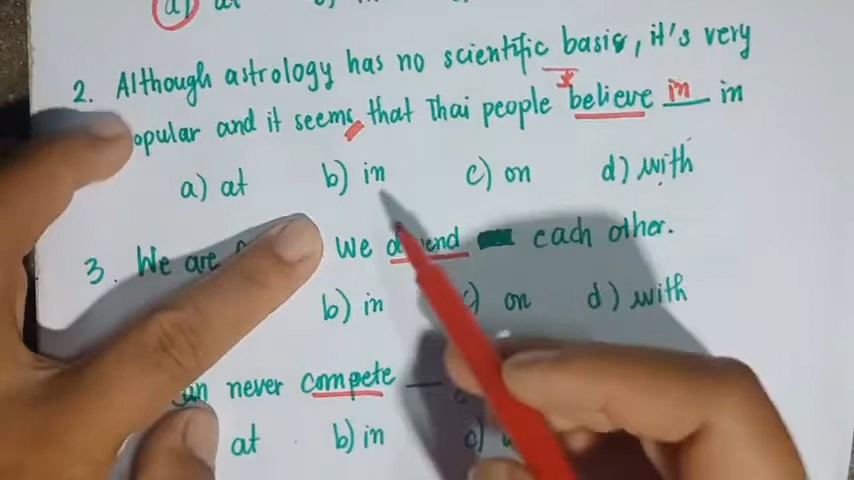 a) at
2. Although astrology has no scientific basis, it's very
opular and it seems that Thai people believe in in
a) at b) in c) on d) with
3. We are We depend each other.
b) in c) on d) with
never compete
at b) in c)